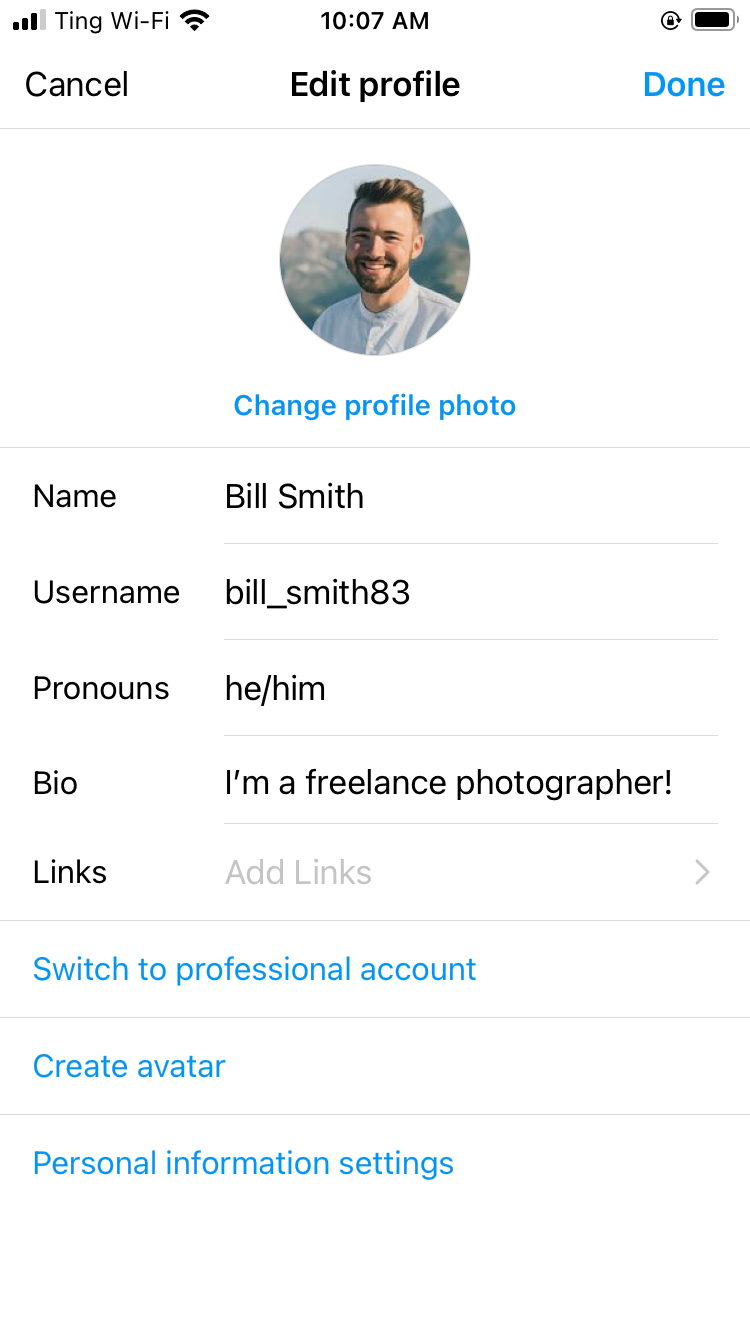 Ting Wi-Fi 10:07 AM
Cancel Edit profile Done
Change profile photo
Name Bill Smith
Username bill_smith83
Pronouns he/him
Bio I’m a freelance photographer!
Links Add Links
Switch to professional account
Create avatar
Personal information settings